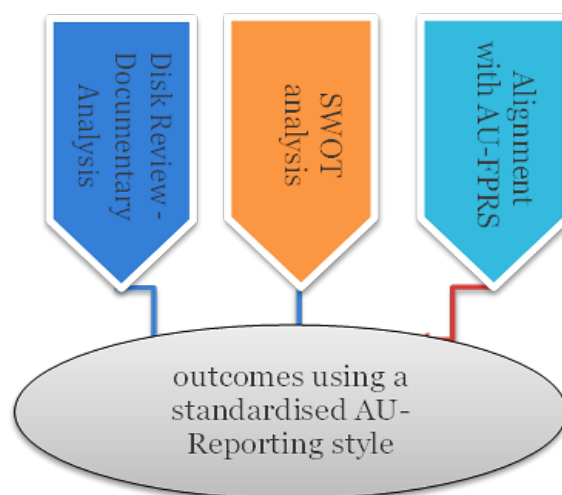 Disk Review -
Documentary
Analysis
SWOT
analysis
Alignment
with AU-FPRS
outcomes using a
standardised AU-
Reporting style